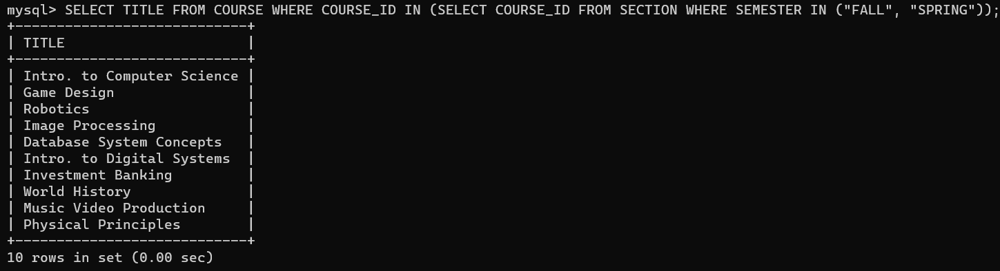 mysql> SELECT TITLE FROM COURSE WHERE COURSE_ID IN (SELECT COURSE_ID FROM SECTION WHERE SEMESTER IN ("FALL", "SPRING"));
+----------------------------+
| TITLE                      |
+----------------------------+
| Intro. to Computer Science |
| Game Design                |
| Robotics                   |
| Image Processing           |
| Database System Concepts   |
| Intro. to Digital Systems  |
| Investment Banking         |
| World History              |
| Music Video Production     |
| Physical Principles        |
+----------------------------+
10 rows in set (0.00 sec)